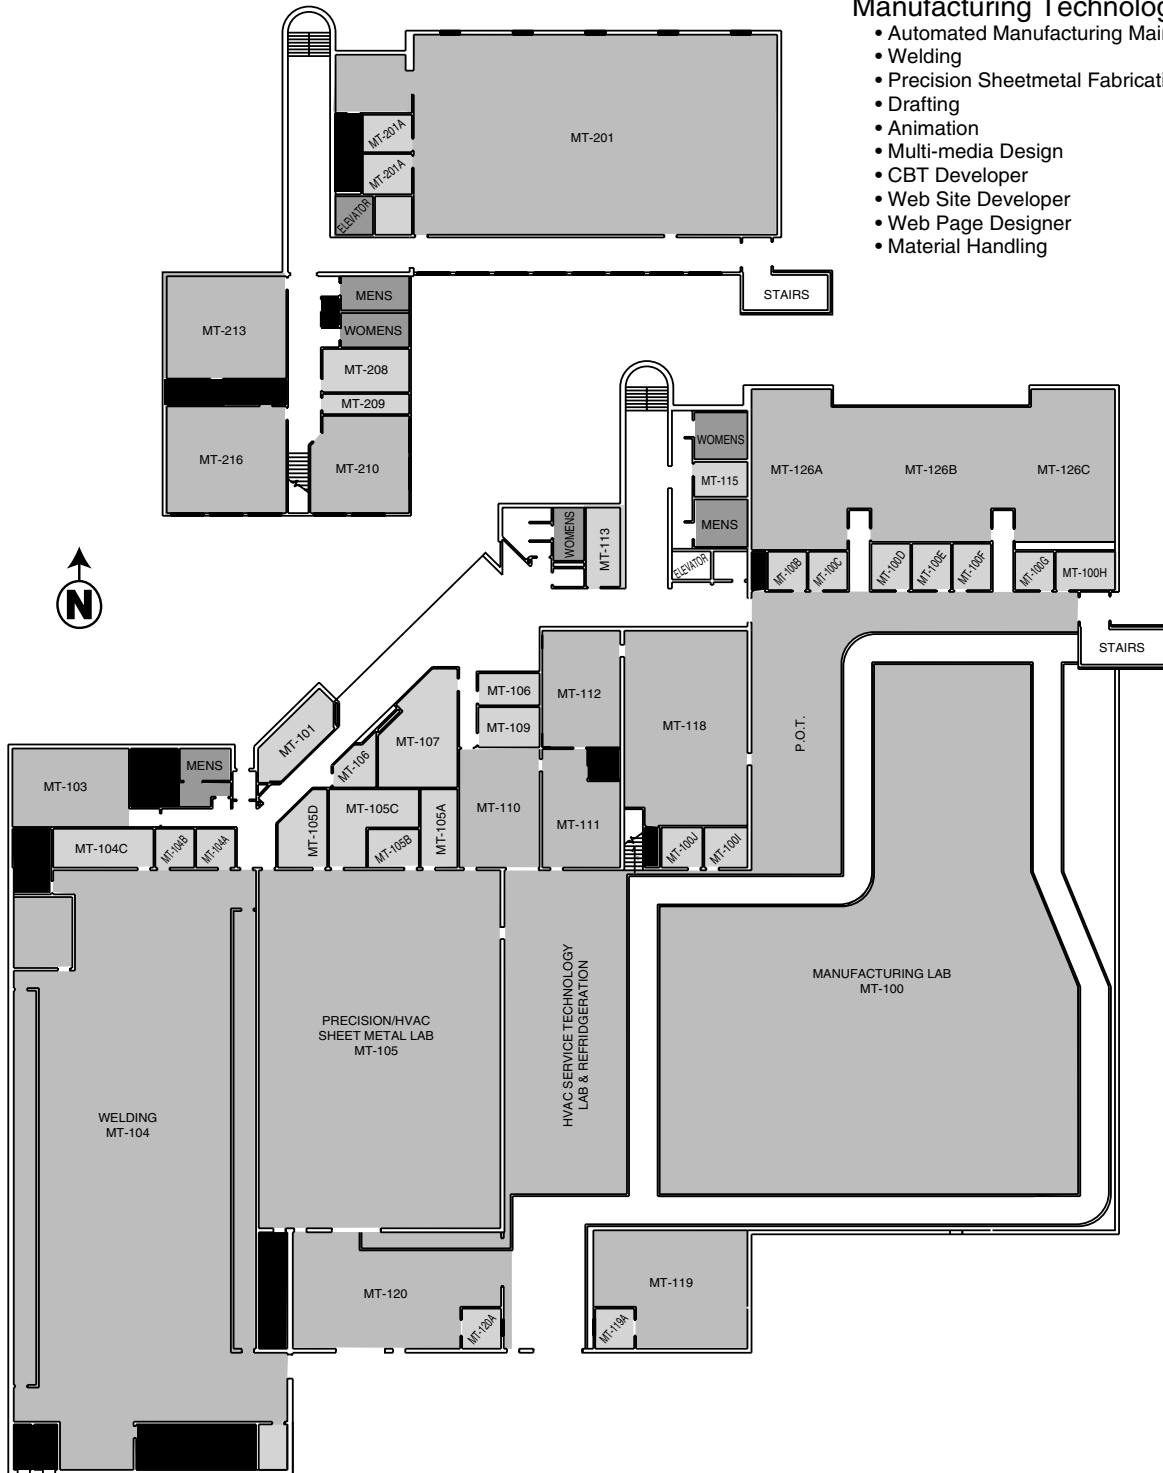 Manufacturing Technolog
• Automated Manufacturing Mai
• Welding
• Precision Sheetmetal Fabricati
• Drafting
• Animation
• Multi-media Design
• CBT Developer
• Web Site Developer
• Web Page Designer
• Material Handling
MT-201
MT-201A
MT-201A
ELEVATOR
STAIRS
MENS
WOMENS
MT-213
MT-208
MT-209
MT-216
MT-210
WOMENS
MT-115
MENS
ELEVATOR
MT-126A
MT-126B
MT-126C
WOMENS
MT-113
MT-100B
MT-100C
MT-100D
MT-100E
MT-100F
MT-100G
MT-100H
N
STAIRS
MT-106
MT-109
MT-112
MT-118
P.O.T.
MT-101
MT-107
MT-106
MENS
MT-103
MT-105D
MT-105C
MT-105B
MT-105A
MT-110
MT-111
MT-104C
MT-104B
MT-104A
MT-100J
MT-100I
MANUFACTURING LAB
MT-100
HVAC SERVICE TECHNOLOGY
LAB & REFRIDGERATION
PRECISION/HVAC
SHEET METAL LAB
MT-105
WELDING
MT-104
MT-120
MT-120A
MT-119
MT-119A